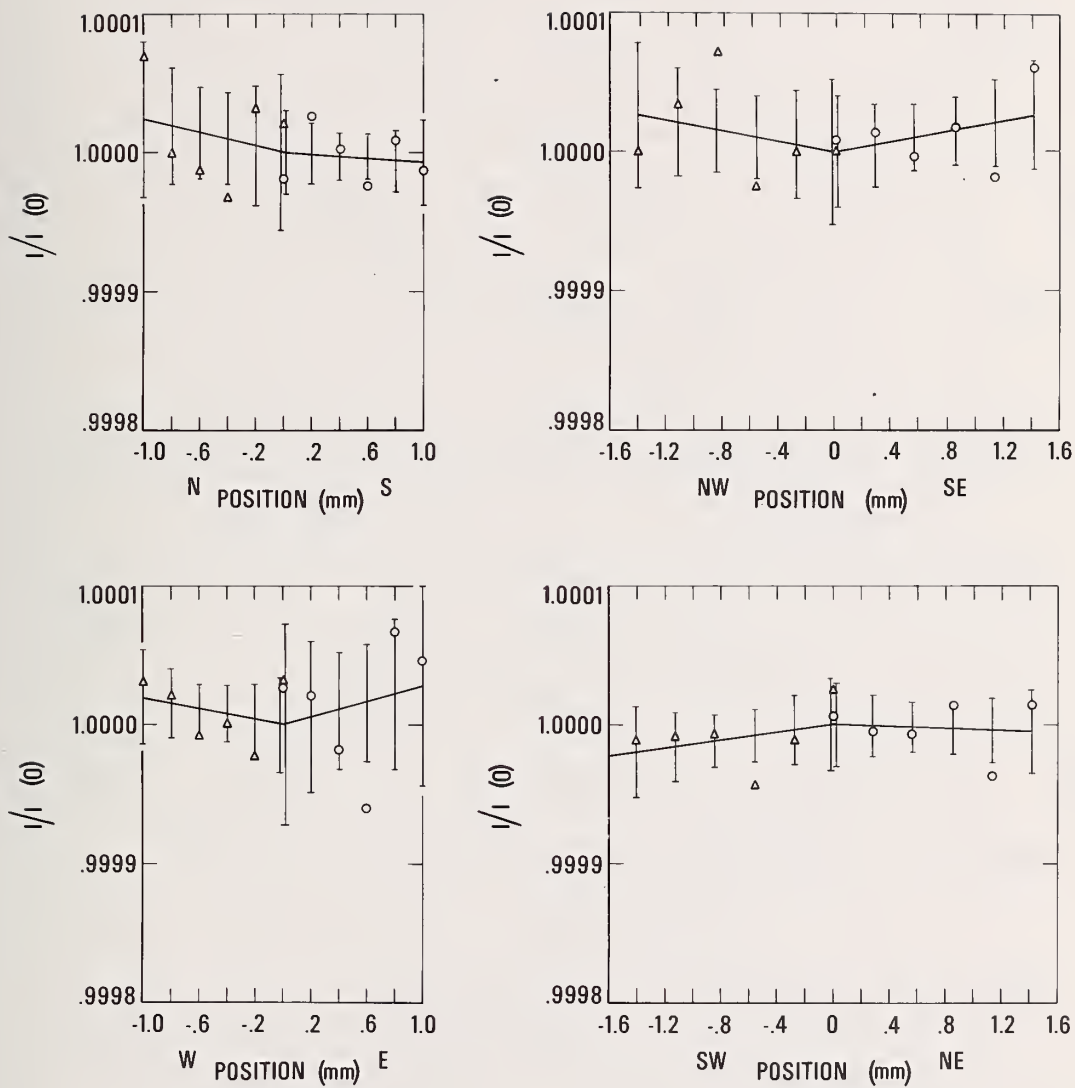 1.0001
1.0000
.9999
.9998
I/I (0)
-1.0 -.6 -.2 .2 .6 1.0
N POSITION (mm) S
1.0001
1.0000
.9999
.9998
I/I (0)
-1.6 -1.2 -.8 -.4 0 .4 .8 1.2 1.6
NW POSITION (mm) SE
1.0001
1.0000
.9999
.9998
I/I (0)
-1.0 -.6 -.2 .2 .6 1.0
W POSITION (mm) E
1.0001
1.0000
.9999
.9998
I/I (0)
-1.6 -1.2 -.8 -.4 0 .4 .8 1.2 1.6
SW POSITION (mm) NE